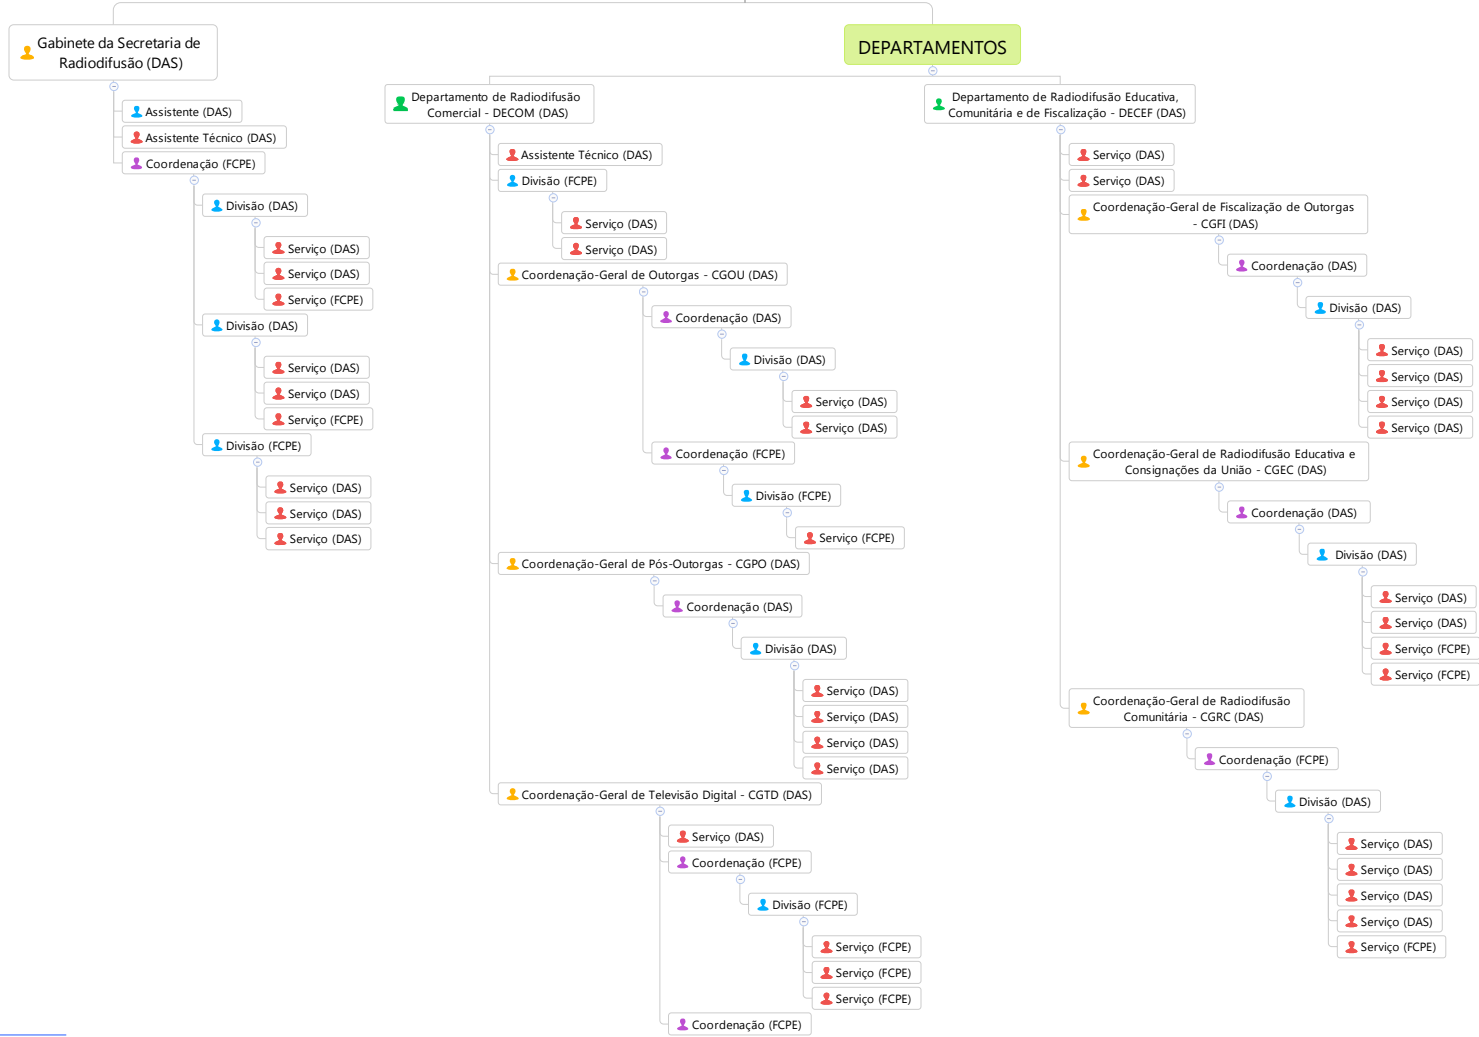 Gabinete da Secretaria de
Radiodifusão (DAS)
Assistente (DAS)
Assistente Técnico (DAS)
Coordenação (FCPE)
Divisão (DAS)
Serviço (DAS)
Serviço (DAS)
Serviço (FCPE)
Divisão (DAS)
Serviço (DAS)
Serviço (DAS)
Serviço (FCPE)
Divisão (FCPE)
Serviço (DAS)
Serviço (DAS)
Serviço (DAS)
DEPARTAMENTOS
Departamento de Radiodifusão
Comercial - DECOM (DAS)
Assistente Técnico (DAS)
Divisão (FCPE)
Serviço (DAS)
Serviço (DAS)
Coordenação-Geral de Outorgas - CGOU (DAS)
Coordenação (DAS)
Divisão (DAS)
Serviço (DAS)
Serviço (DAS)
Coordenação (FCPE)
Divisão (FCPE)
Serviço (FCPE)
Coordenação-Geral de Pós-Outorgas - CGPO (DAS)
Coordenação (DAS)
Divisão (DAS)
Serviço (DAS)
Serviço (DAS)
Serviço (DAS)
Serviço (DAS)
Coordenação-Geral de Televisão Digital - CGTD (DAS)
Serviço (DAS)
Coordenação (FCPE)
Divisão (FCPE)
Serviço (FCPE)
Serviço (FCPE)
Serviço (FCPE)
Coordenação (FCPE)
Departamento de Radiodifusão Educativa,
Comunitária e de Fiscalização - DECEF (DAS)
Serviço (DAS)
Serviço (DAS)
Coordenação-Geral de Fiscalização de Outorgas
- CGFI (DAS)
Coordenação (DAS)
Divisão (DAS)
Serviço (DAS)
Serviço (DAS)
Serviço (DAS)
Serviço (DAS)
Coordenação-Geral de Radiodifusão Educativa e
Consignações da União - CGEC (DAS)
Coordenação (DAS)
Divisão (DAS)
Serviço (DAS)
Serviço (DAS)
Serviço (FCPE)
Serviço (FCPE)
Coordenação-Geral de Radiodifusão
Comunitária - CGRC (DAS)
Coordenação (FCPE)
Divisão (DAS)
Serviço (DAS)
Serviço (DAS)
Serviço (DAS)
Serviço (DAS)
Serviço (FCPE)